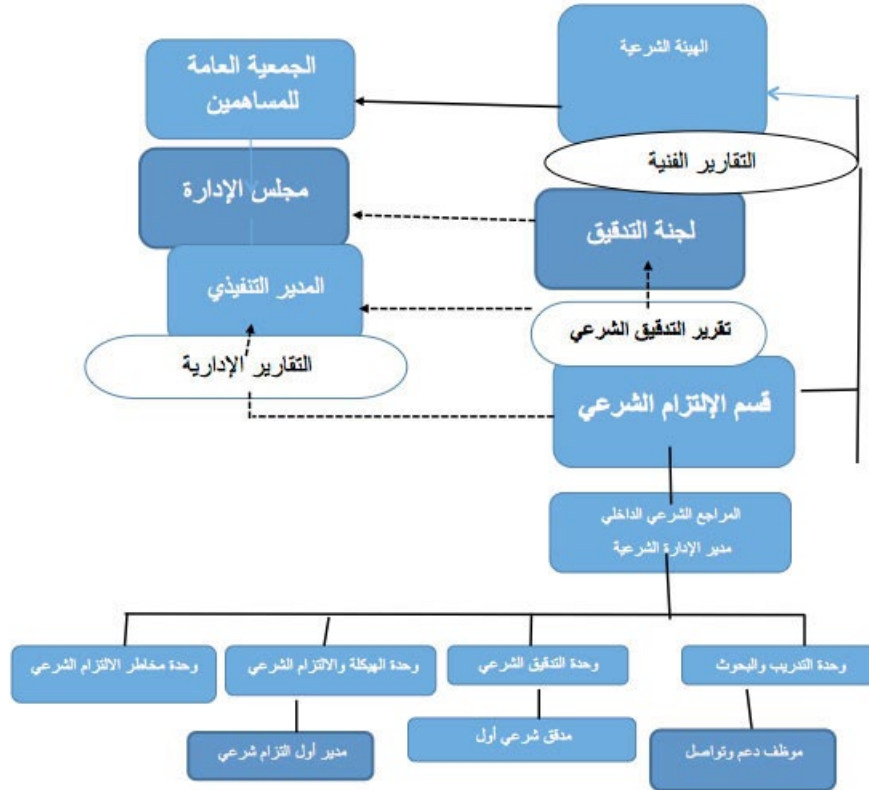 الهيئة الشرعية
الجمعية العامة
للمساهمين
التقارير الفنية
مجلس الإدارة
لجنة التدقيق
المدير التنفيذي
تقرير التدقيق الشرعي
التقارير الإدارية
قسم الإلتزام الشرعي
المراجع الشرعي الداخلي
مدير الإدارة الشرعية
وحدة التدريب والبحوث
وحدة التدقيق الشرعي
وحدة الهيكلة والالتزام الشرعي
وحدة مخاطر الالتزام الشرعي
موظف دعم وتواصل
مدقق شرعي أول
مدير أول التزام شرعي